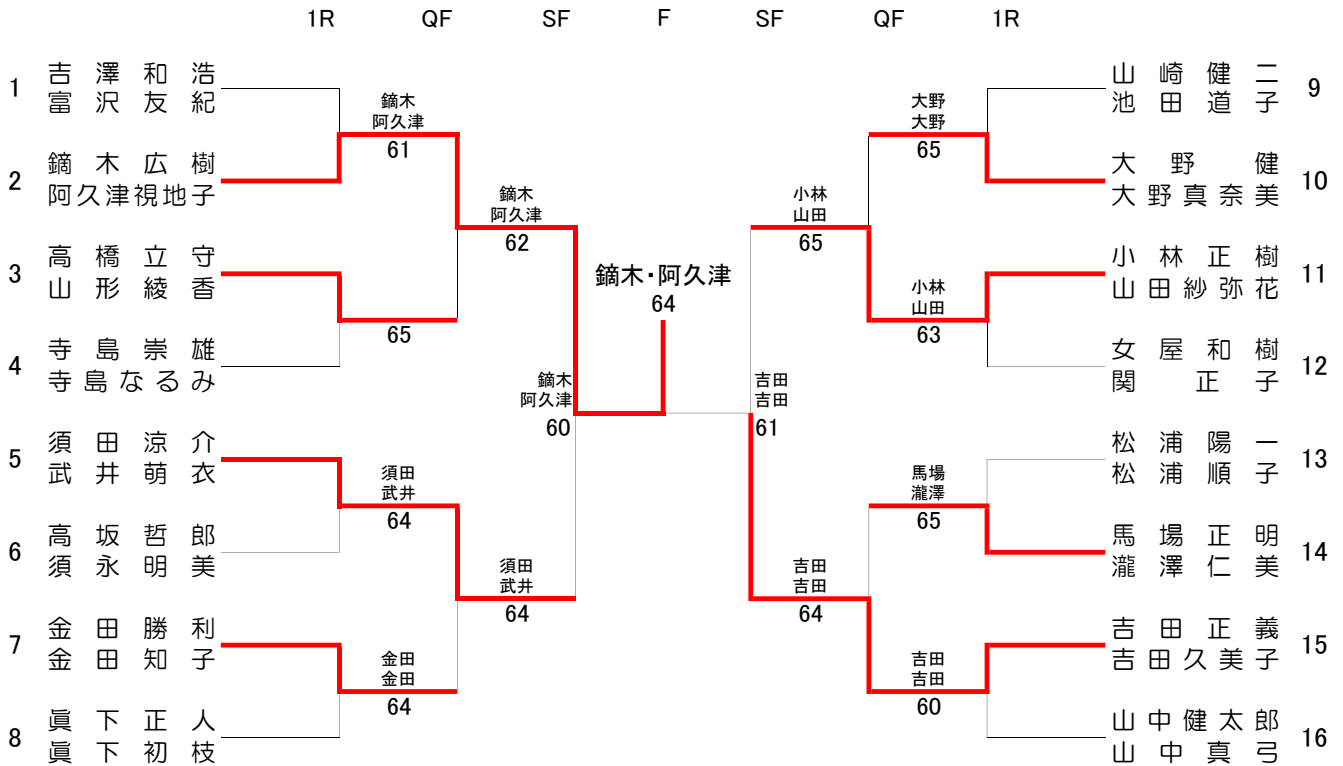 1R QF SF F SF QF 1R
1 吉澤和浩
富沢友紀
2 鏑木広樹
阿久津視地子
3 高橋立守
山形綾香
4 寺島崇雄
寺島なるみ
5 須田涼介
武井萌衣
6 高坂哲郎
須永明美
7 金田勝利
金田知子
8 眞下正人
眞下初枝
鏑木
阿久津
61
65
須田
武井
64
金田
金田
64
鏑木
阿久津
62
須田
武井
64
鏑木
阿久津
60
鏑木・阿久津
64
吉田
吉田
61
小林
山田
65
吉田
吉田
64
大野
大野
65
小林
山田
63
馬場
瀧澤
65
吉田
吉田
60
山崎健二
池田道子 9
大野健
大野真奈美 10
小林正樹
山田紗弥花 11
女屋和樹
関正子 12
松浦陽一
松浦順子 13
馬場正明
瀧澤仁美 14
吉田正義
吉田久美子 15
山中健太郎
山中真弓 16